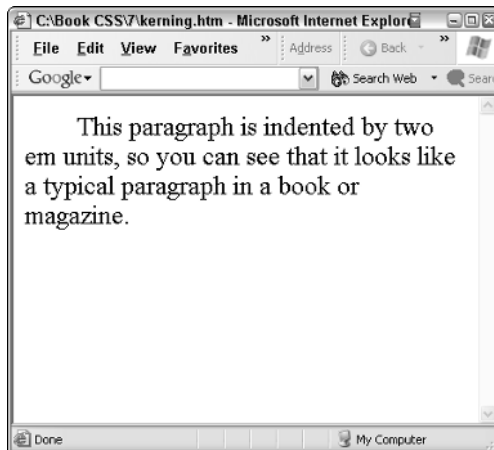 C:\Book CSS\7\kerning.htm - Microsoft Internet Explore
File Edit View Favorites » Address Back »
Google Search Web Sear
This paragraph is indented by two
em units, so you can see that it looks like
a typical paragraph in a book or
magazine.
Done My Computer